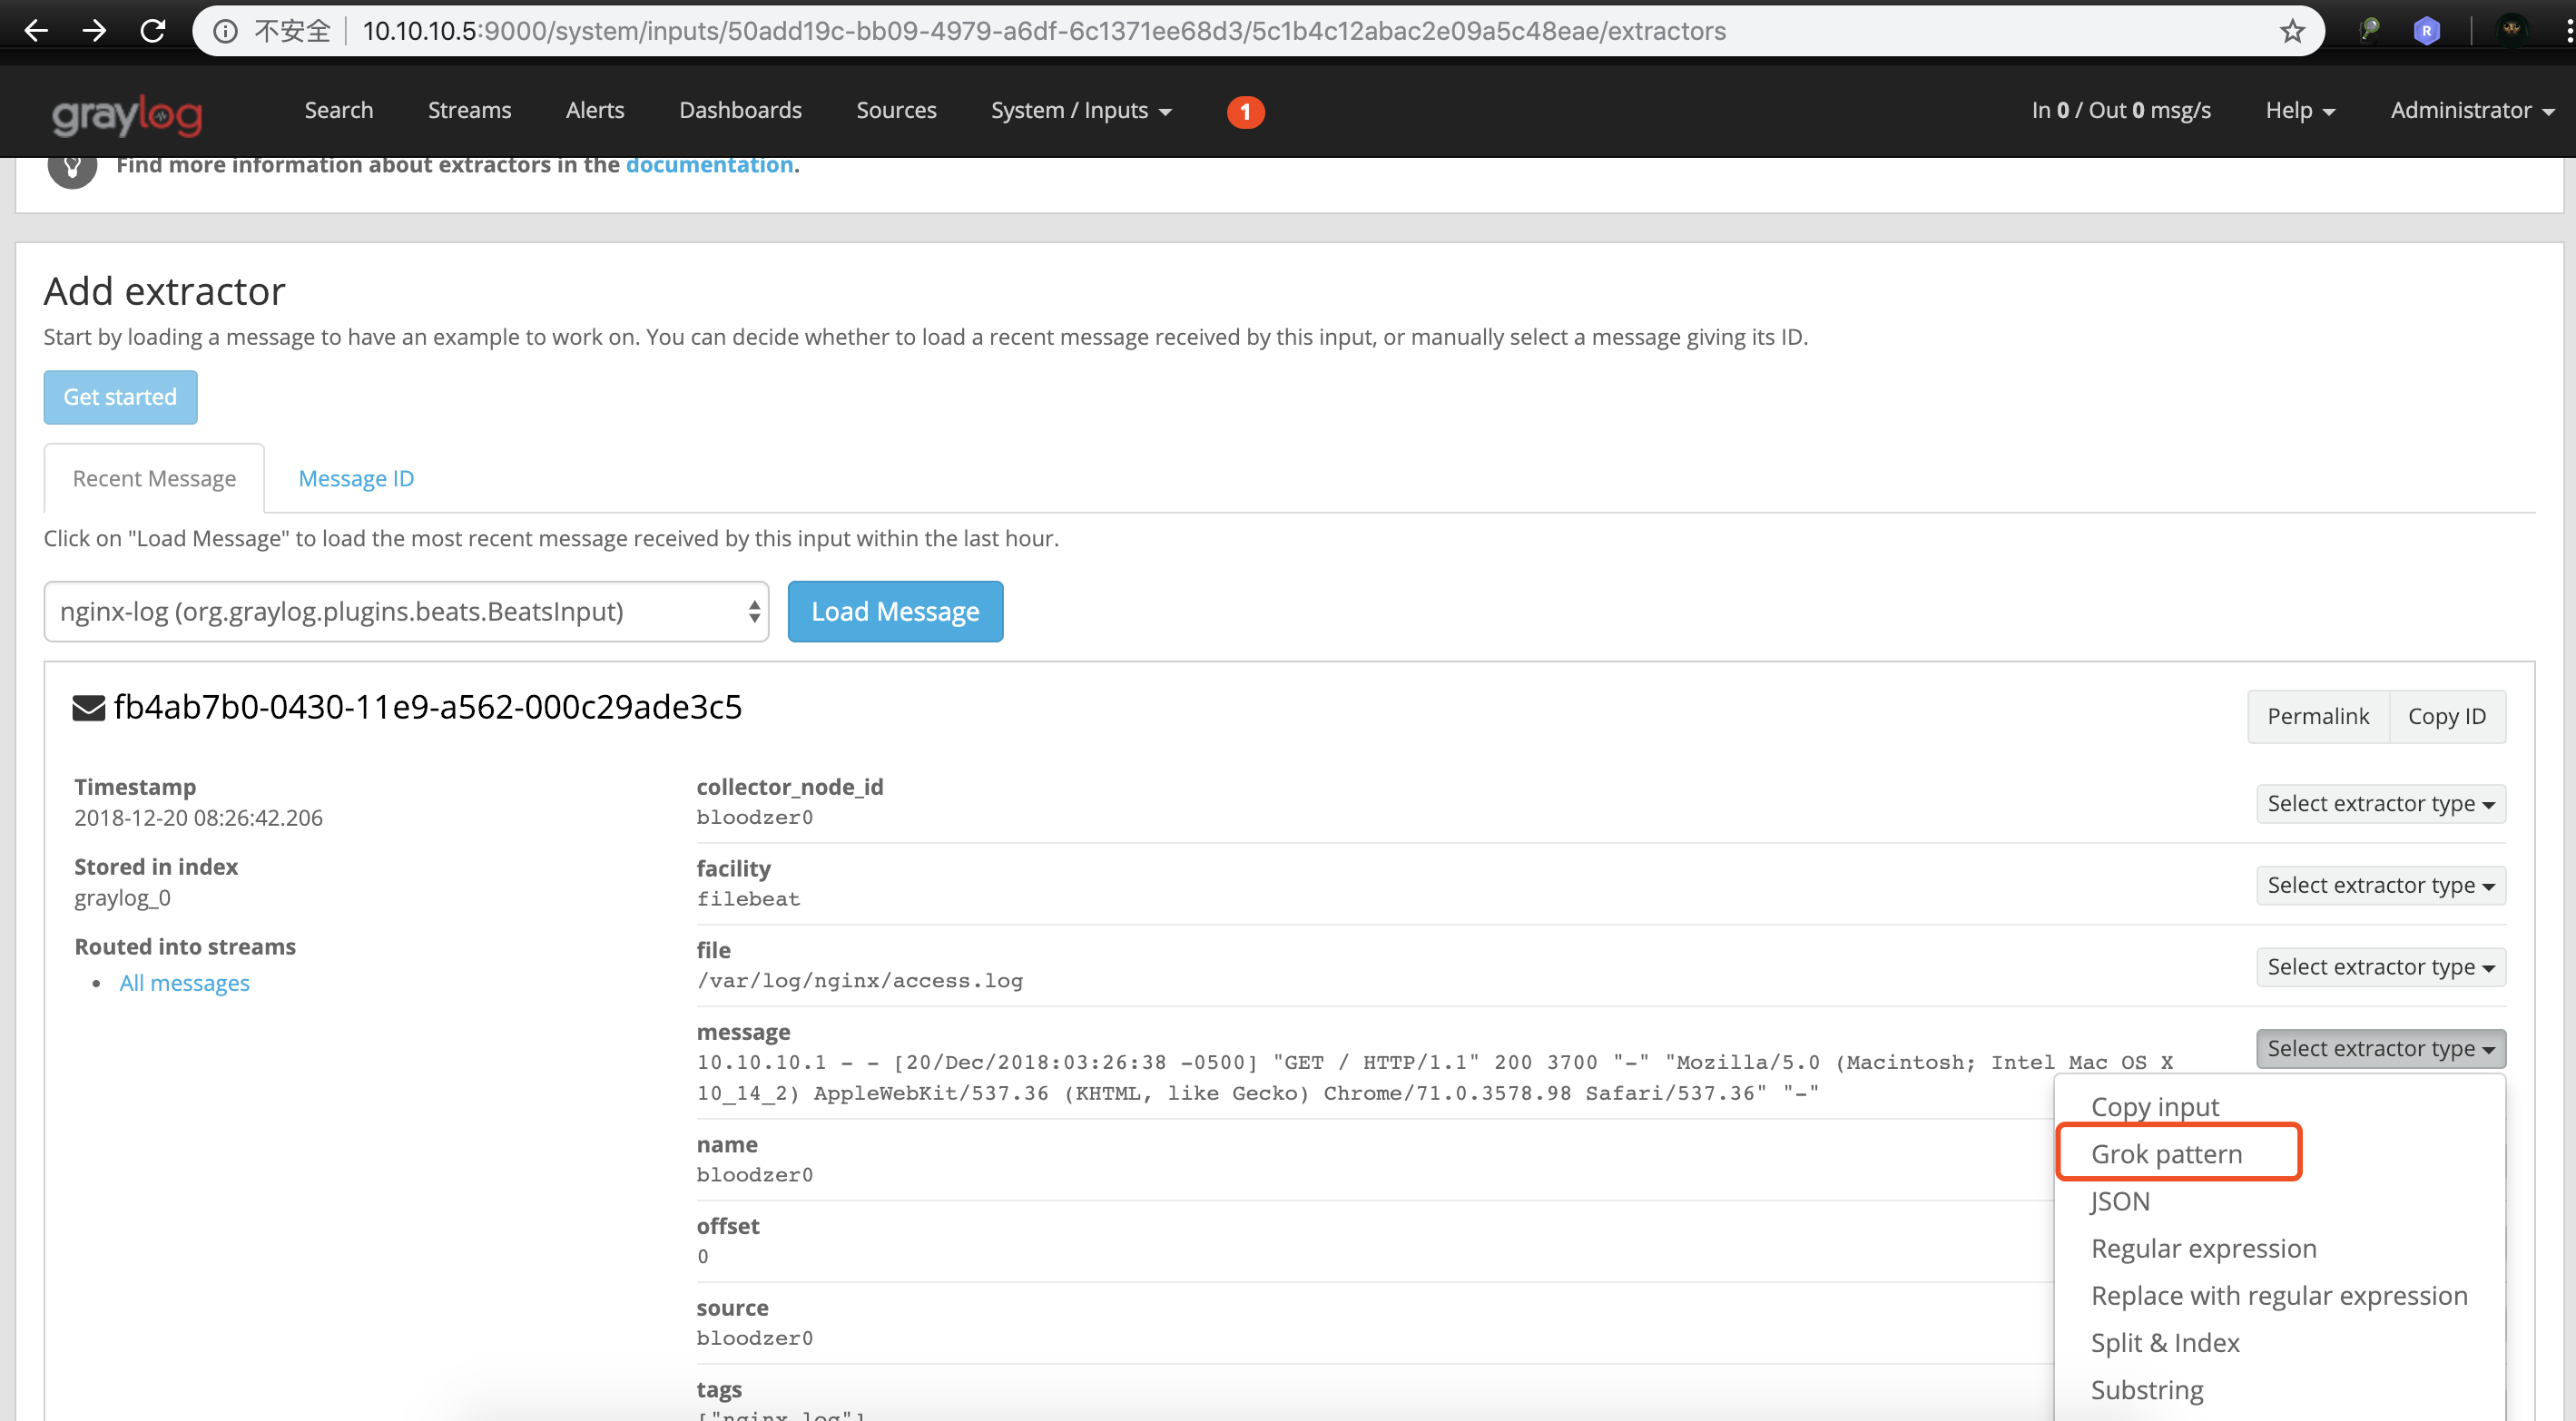 不安全 10.10.10.5:9000/system/inputs/50add19c-bb09-4979-a6df-6c1371ee68d3/5c1b4c12abac2e09a5c48eae/extractors
R
graylog Search Streams Alerts Dashboards Sources System / Inputs 1 In 0 / Out 0 msg/s Help Administrator
Find more information about extractors in the documentation.
Add extractor
Start by loading a message to have an example to work on. You can decide whether to load a recent message received by this input, or manually select a message giving its ID.
Get started
Recent Message Message ID
Click on "Load Message" to load the most recent message received by this input within the last hour.
nginx-log (org.graylog.plugins.beats.BeatsInput) Load Message
fb4ab7b0-0430-11e9-a562-000c29ade3c5
Permalink Copy ID
Timestamp
2018-12-20 08:26:42.206
Stored in index
graylog_0
Routed into streams
• All messages
collector_node_id
bloodzer0
Select extractor type
facility
filebeat
Select extractor type
file
/var/log/nginx/access.log
Select extractor type
message
10.10.10.1 - - [20/Dec/2018:03:26:38 -0500] "GET / HTTP/1.1" 200 3700 "-" "Mozilla/5.0 (Macintosh; Intel Mac OS X
10_14_2) AppleWebKit/537.36 (KHTML, like Gecko) Chrome/71.0.3578.98 Safari/537.36" "-"
Select extractor type
Copy input
Grok pattern
JSON
Regular expression
Replace with regular expression
Split & Index
Substring
name
bloodzer0
offset
0
source
bloodzer0
tags
["nginx-log"]